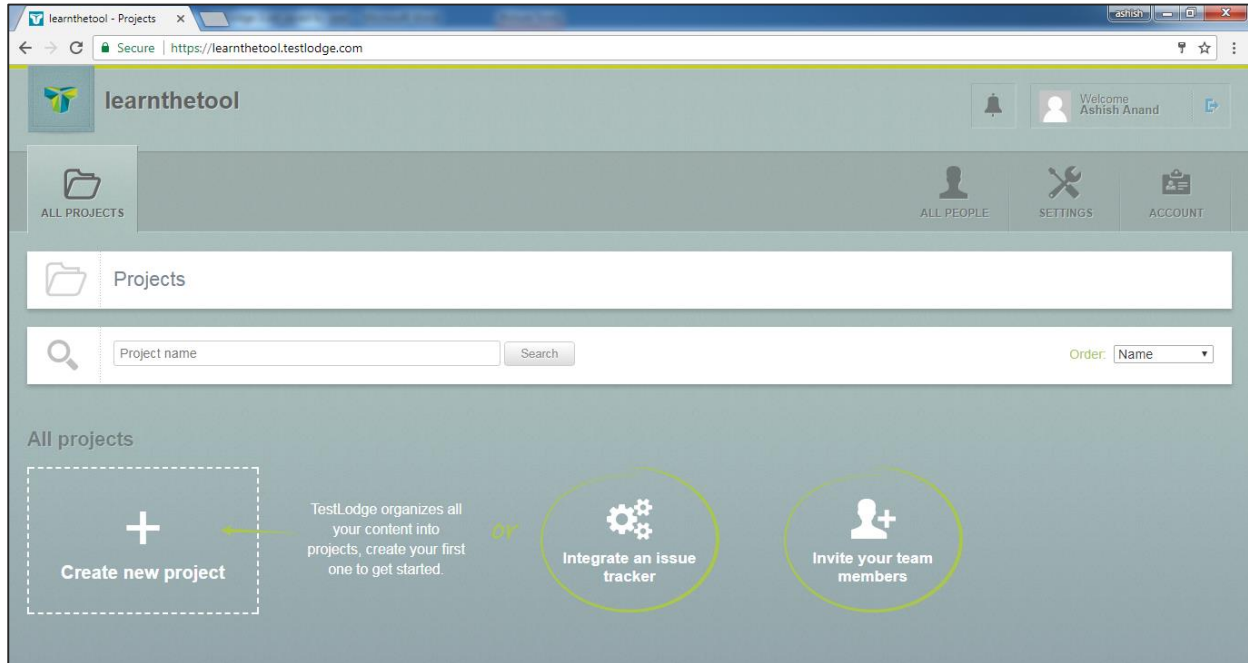 learnthetool - Projects
ashish
Secure
https://learnthetool.testlodge.com
learnthetool
Welcome
Ashish Anand
ALL PROJECTS
ALL PEOPLE
SETTINGS
ACCOUNT
Projects
Project name
Search
Order:
Name
All projects
Create new project
TestLodge organizes all
your content into
projects, create your first
one to get started.
or
Integrate an issue
tracker
Invite your team
members